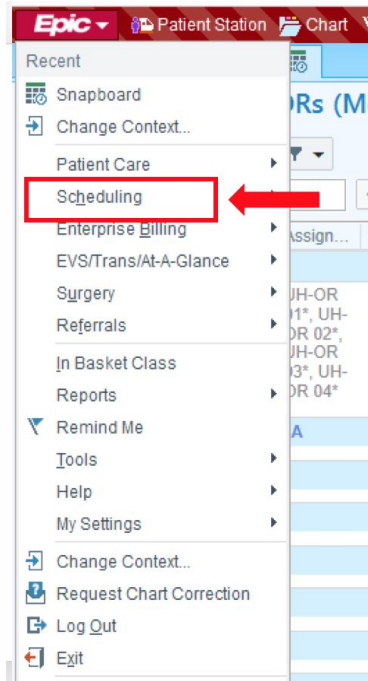 Epic Patient Station Chart
Recent
Snapboard
ORs (M
Change Context...
Patient Care
Scheduling
Enterprise Billing
Assign...
EVS/Trans/At-A-Glance
Surgery
UH-OR
01*, UH-
Referrals
OR 02*,
UH-OR
In Basket Class
03*, UH-
Reports
OR 04*
Remind Me
A
Tools
Help
My Settings
Change Context...
Request Chart Correction
Log Out
Exit